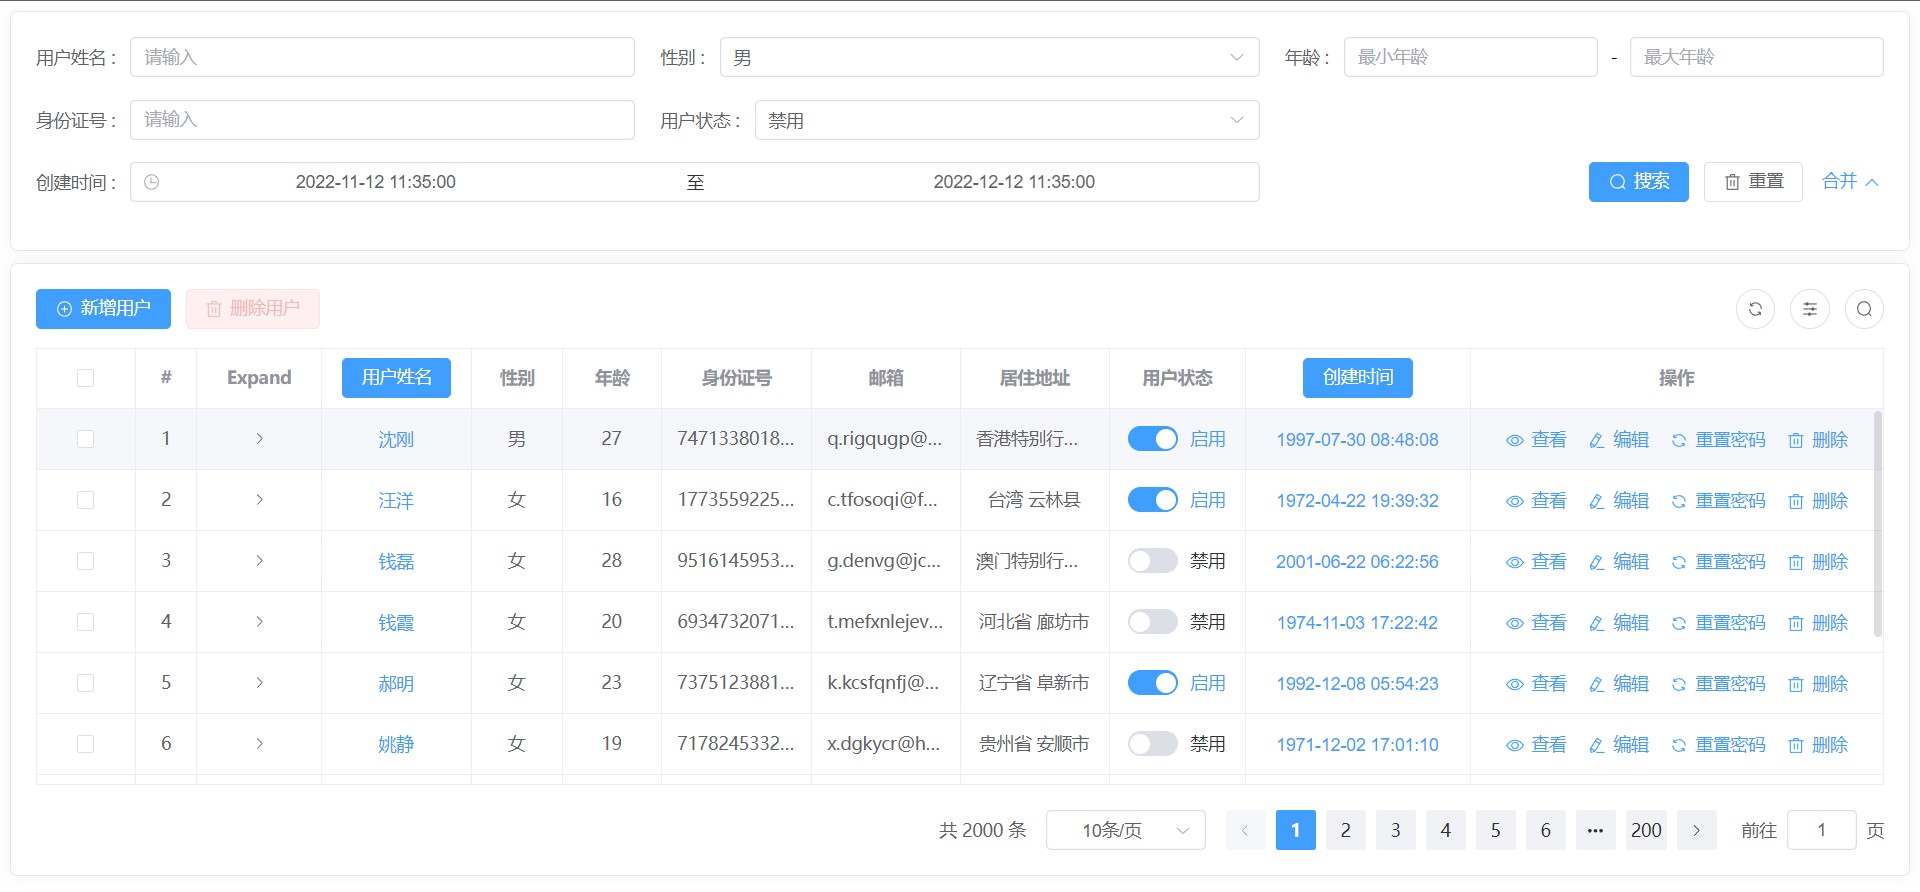 用户姓名 : 请输入 性别 : 男 年龄 : 最小年龄 - 最大年龄
身份证号 : 请输入 用户状态 : 禁用
创建时间 : 2022-11-12 11:35:00 至 2022-12-12 11:35:00 搜索 重置 合并
新增用户 删除用户
# Expand 用户姓名 性别 年龄 身份证号 邮箱 居住地址 用户状态 创建时间 操作
1 沈刚 男 27 7471338018... q.rigqugp@... 香港特别行... 启用 1997-07-30 08:48:08 查看 编辑 重置密码 删除
2 汪洋 女 16 1773559225... c.tfosoqi@f... 台湾 云林县 启用 1972-04-22 19:39:32 查看 编辑 重置密码 删除
3 钱磊 女 28 9516145953... g.denvg@jc... 澳门特别行... 禁用 2001-06-22 06:22:56 查看 编辑 重置密码 删除
4 钱霞 女 20 6934732071... t.mefxnlejev... 河北省 廊坊市 禁用 1974-11-03 17:22:42 查看 编辑 重置密码 删除
5 郝明 女 23 7375123881... k.kcsfqnfj@... 辽宁省 阜新市 启用 1992-12-08 05:54:23 查看 编辑 重置密码 删除
6 姚静 女 19 7178245332... x.dgkycr@h... 贵州省 安顺市 禁用 1971-12-02 17:01:10 查看 编辑 重置密码 删除
共 2000 条 10条/页 1 2 3 4 5 6 ... 200 前往 1 页